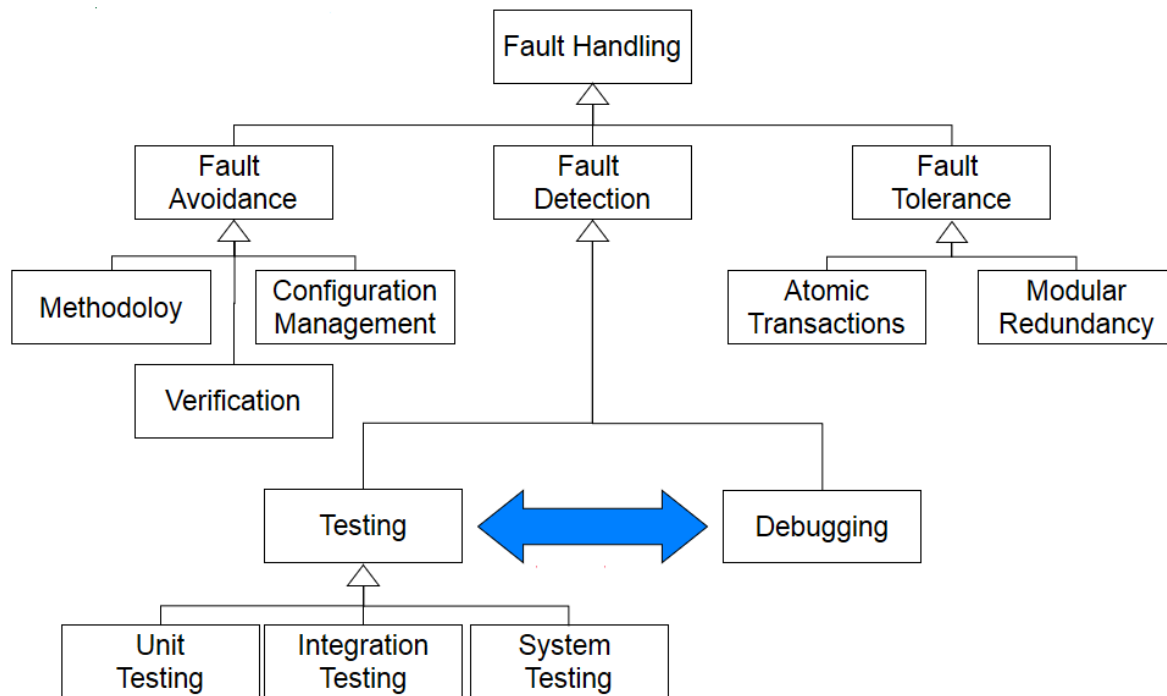 Fault Handling
Fault
Avoidance
Fault
Detection
Fault
Tolerance
Methodoloy
Configuration
Management
Atomic
Transactions
Modular
Redundancy
Verification
Testing
Debugging
Unit
Testing
Integration
Testing
System
Testing